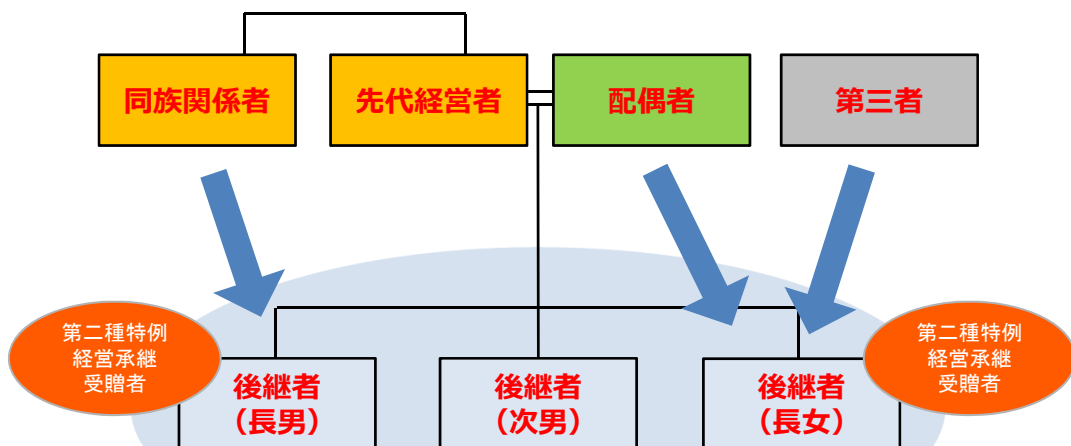 同族関係者
先代経営者
配偶者
第三者
第二種特例
経営承継
受贈者
後継者
（長男）
後継者
（次男）
後継者
（長女）
第二種特例
経営承継
受贈者